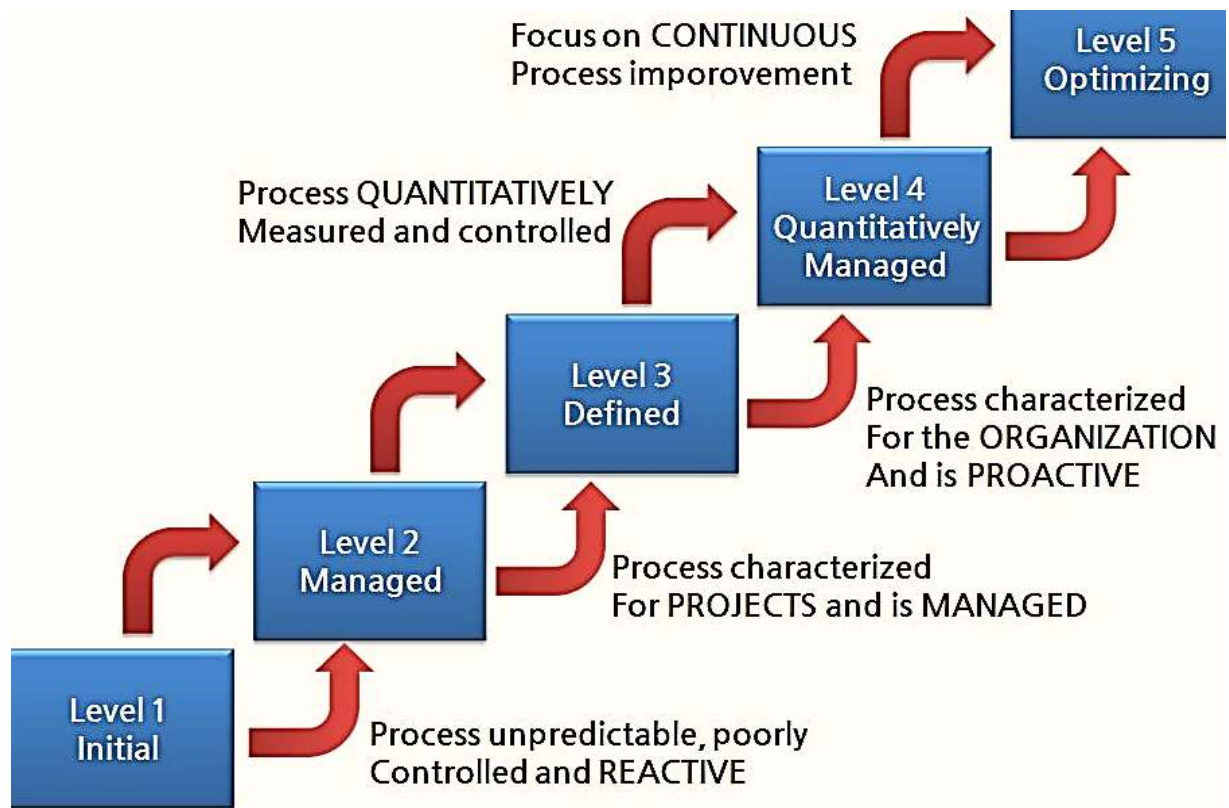 Focus on CONTINUOUS
Process imporovement
Level 5
Optimizing
Process QUANTITATIVELY
Measured and controlled
Level 4
Quantitatively
Managed
Level 3
Defined
Process characterized
For the ORGANIZATION
And is PROACTIVE
Level 2
Managed
Process characterized
For PROJECTS and is MANAGED
Level 1
Initial
Process unpredictable, poorly
Controlled and REACTIVE